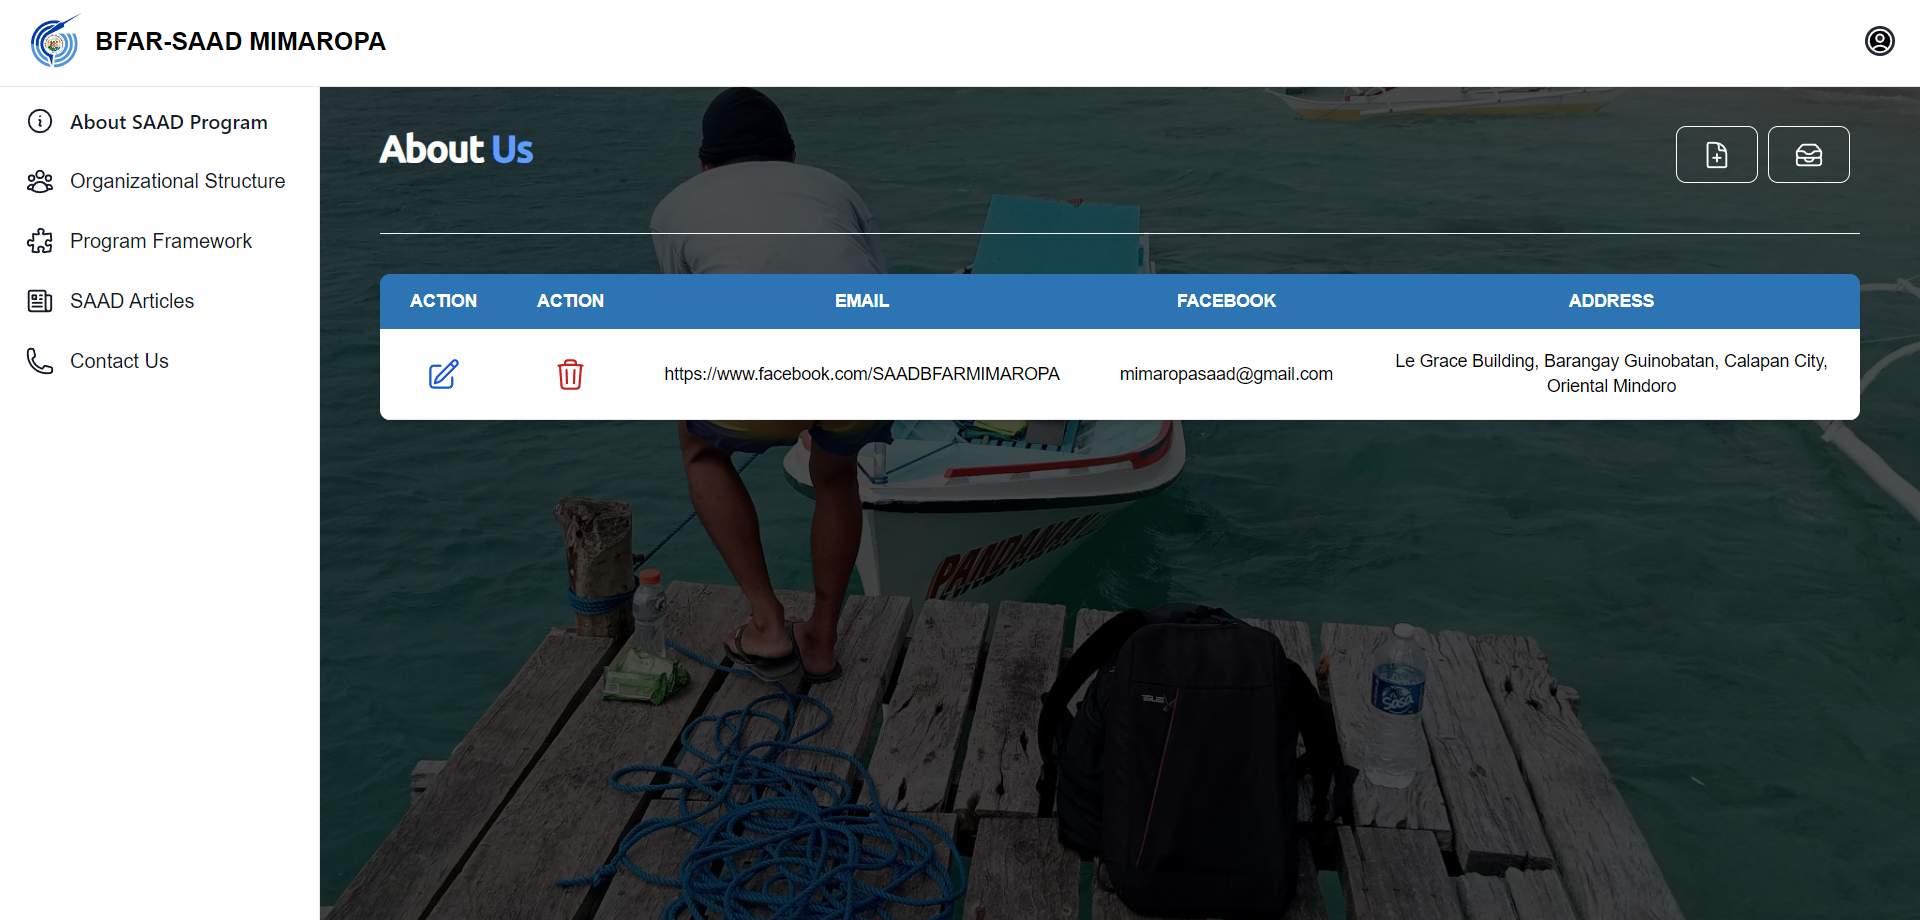 BFAR-SAAD MIMAROPA
About SAAD Program
Organizational Structure
Program Framework
SAAD Articles
Contact Us
About Us
ACTION ACTION EMAIL FACEBOOK ADDRESS
https://www.facebook.com/SAADBFARMIMAROPA mimaropasaad@gmail.com Le Grace Building, Barangay Guinobatan, Calapan City,
Oriental Mindoro
Sosa